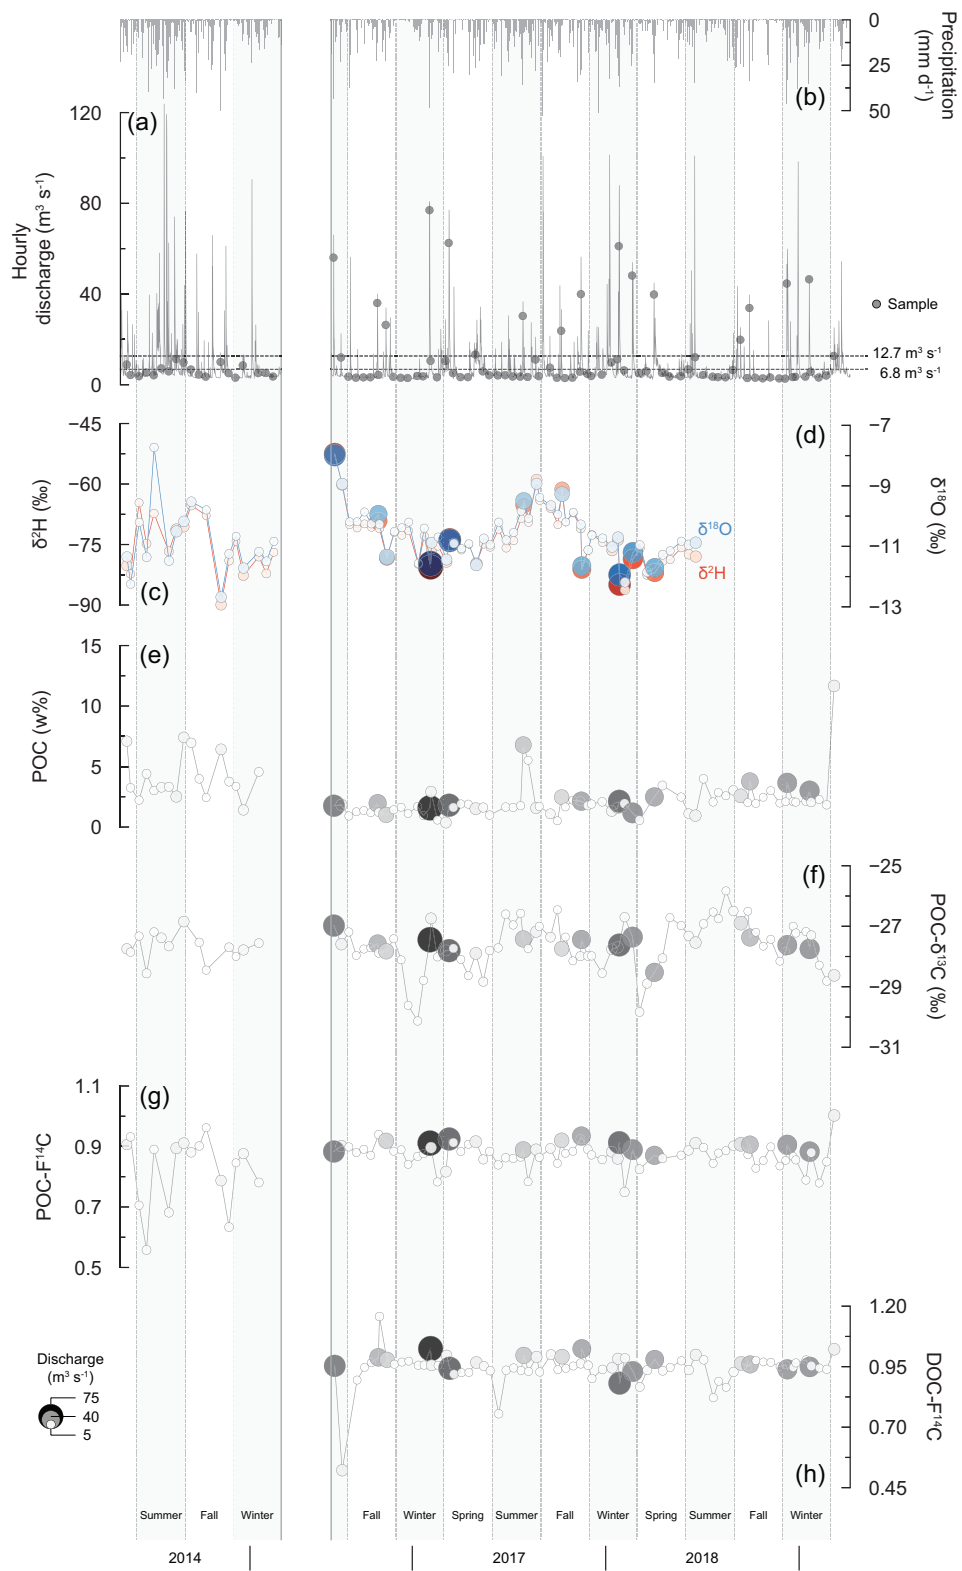 0
25
50
Precipitation
(mm d⁻¹)
(b)
(a)
120
80
40
0
Hourly
discharge (m³ s⁻¹)
Sample
12.7 m³ s⁻¹
6.8 m³ s⁻¹
−45
−60
−75
−90
δ²H (‰)
(c)
(d)
−7
−9
−11
−13
δ¹⁸O (‰)
δ¹⁸O
δ²H
15
10
5
0
POC (w%)
(e)
(f)
−25
−27
−29
−31
POC-δ¹³C (‰)
1.1
0.9
0.7
0.5
POC-F¹⁴C
(g)
1.20
0.95
0.70
0.45
DOC-F¹⁴C
(h)
Discharge
(m³ s⁻¹)
75
40
5
Summer Fall Winter Fall Winter Spring Summer Fall Winter Spring Summer Fall Winter
2014 2017 2018